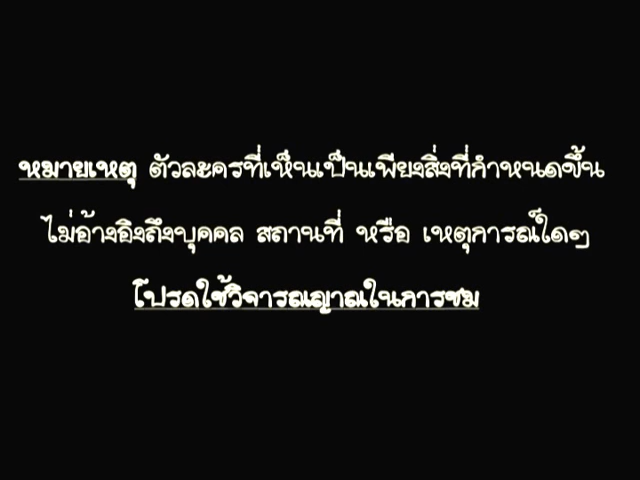 หมายเหตุ ตัวละครที่เห็นเป็นเพียงสิ่งที่กำหนดขึ้น
ไม่อ้างอิงถึงบุคคล สถานที่ หรือ เหตุการณ์ใดๆ
โปรดใช้วิจารณญาณในการชม